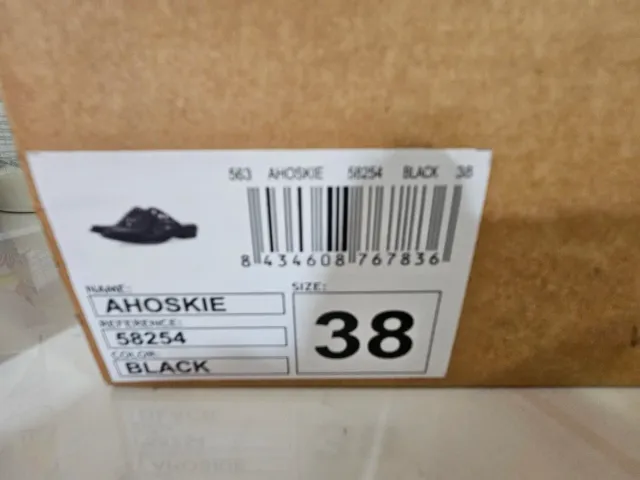 563 AHOSKIE 58254 BLACK 38
8 434608 767836
NAME:
AHOSKIE
REFERENCE:
58254
COLOR:
BLACK
SIZE:
38